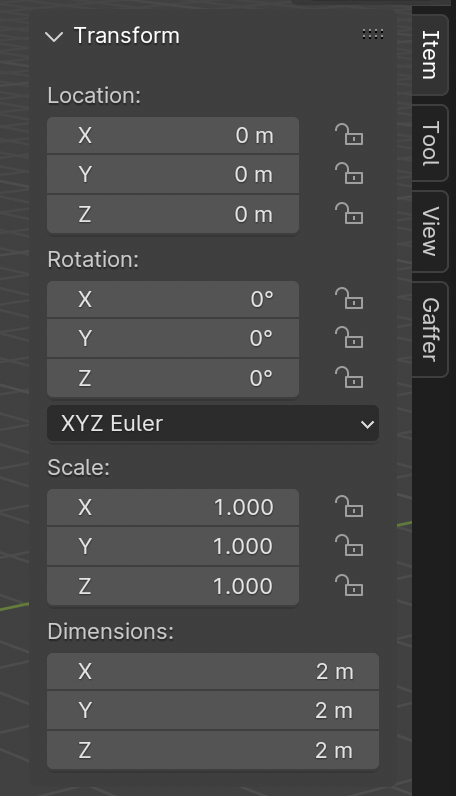 Transform
Location:
X 0 m
Y 0 m
Z 0 m
Rotation:
X 0°
Y 0°
Z 0°
XYZ Euler
Scale:
X 1.000
Y 1.000
Z 1.000
Dimensions:
X 2 m
Y 2 m
Z 2 m
Item
Tool
View
Gaffer